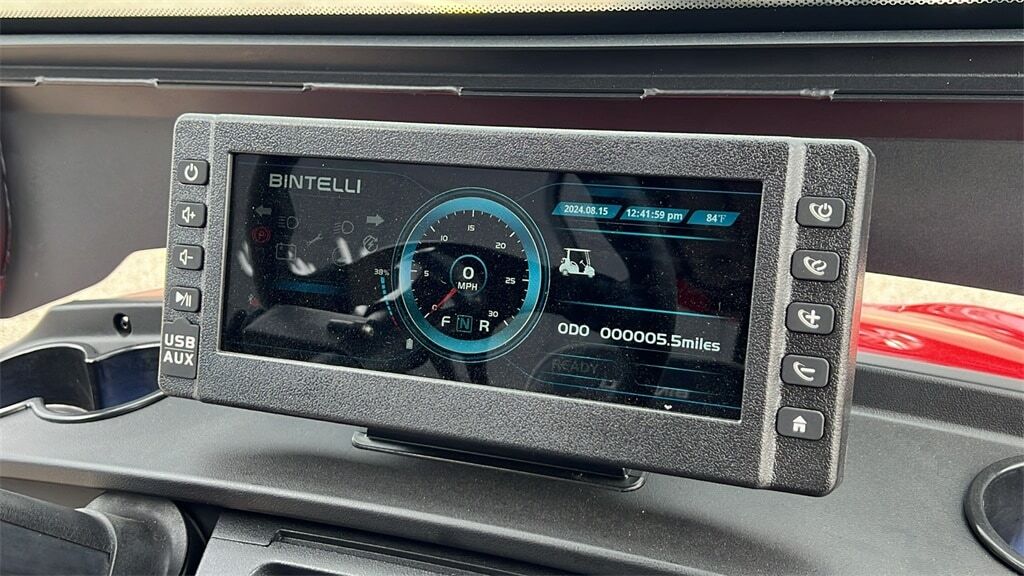 BINTELLI
2024.08.15 12:41:59 pm 84°F
5 10 15 20 25 30
38%
0
MPH
F N R
ODO 000005.5miles
READY
USB
AUX